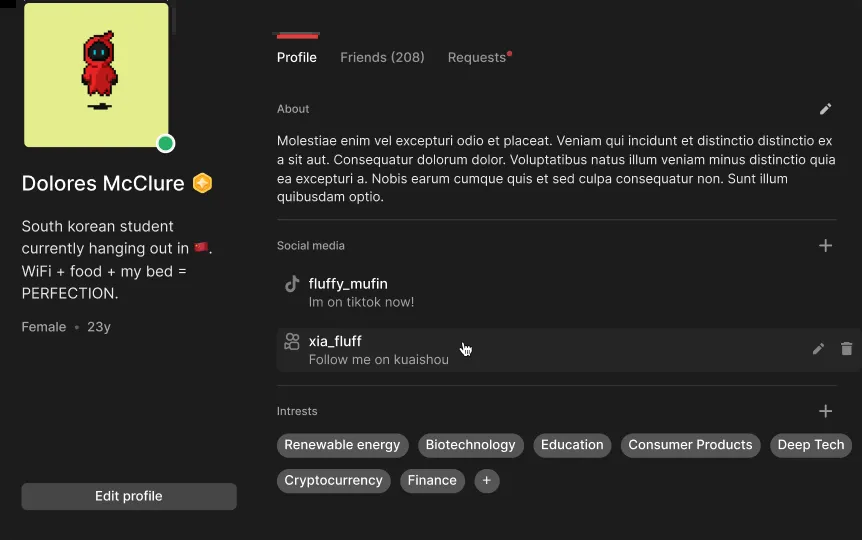 Profile
Friends (208)
Requests
Dolores McClure
South korean student
currently hanging out in 🇨🇳.
WiFi + food + my bed =
PERFECTION.
Female • 23y
Edit profile
About
Molestiae enim vel excepturi odio et placeat. Veniam qui incidunt et distinctio distinctio ex
a sit aut. Consequatur dolorum dolor. Voluptatibus natus illum veniam minus distinctio quia
ea excepturi a. Nobis earum cumque quis et sed culpa consequatur non. Sunt illum
quibusdam optio.
Social media
fluffy_mufin
Im on tiktok now!
xia_fluff
Follow me on kuaishou
Intrests
Renewable energy
Biotechnology
Education
Consumer Products
Deep Tech
Cryptocurrency
Finance
+